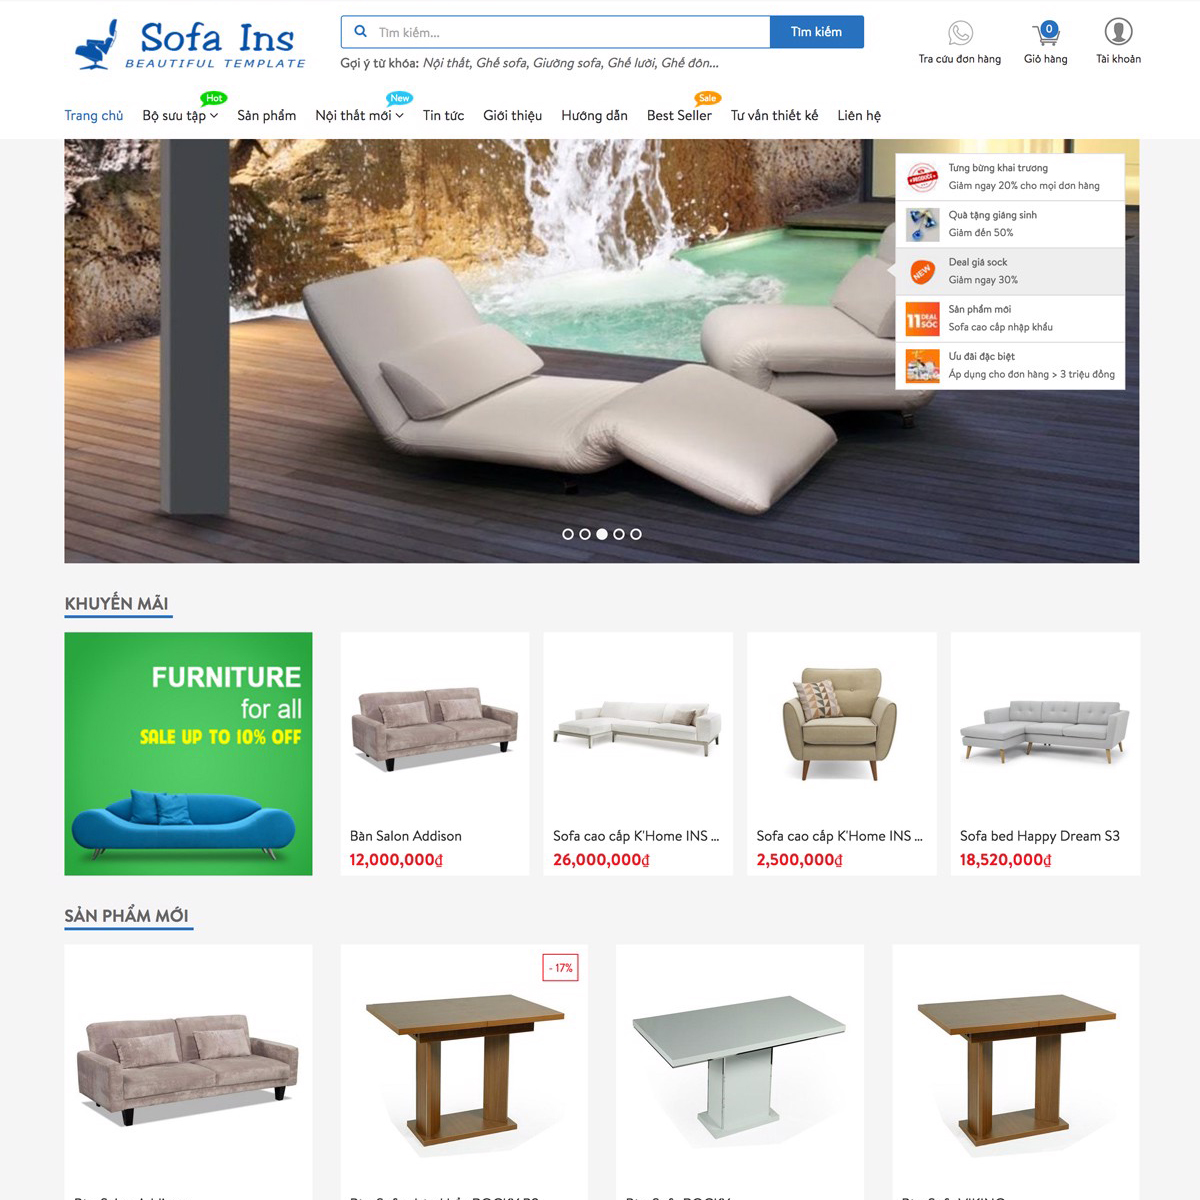 Sofa Ins
BEAUTIFUL TEMPLATE
Tìm kiếm...
Tìm kiếm
Gợi ý từ khóa: Nội thất, Ghế sofa, Giường sofa, Ghế lười, Ghế đôn...
Tra cứu đơn hàng
0
Giỏ hàng
Tài khoản
Hot
New
Sale
Trang chủ
Bộ sưu tập
Sản phẩm
Nội thất mới
Tin tức
Giới thiệu
Hướng dẫn
Best Seller
Tư vấn thiết kế
Liên hệ
PRODUCT
Tưng bừng khai trương
Giảm ngay 20% cho mọi dơn hàng
Quà tặng giáng sinh
Giảm đến 50%
NEW
Deal giá sock
Giảm ngay 30%
11 DEAL SỐC
Sản phẩm mới
Sofa cao cấp nhập khẩu
Ưu đãi đặc biệt
Áp dụng cho đơn hàng > 3 triệu đồng
KHUYẾN MÃI
FURNITURE
for all
SALE UP TO 10% OFF
Bàn Salon Addison
12,000,000₫
Sofa cao cấp K'Home INS ...
26,000,000₫
Sofa cao cấp K'Home INS ...
2,500,000₫
Sofa bed Happy Dream S3
18,520,000₫
SẢN PHẨM MỚI
- 17%